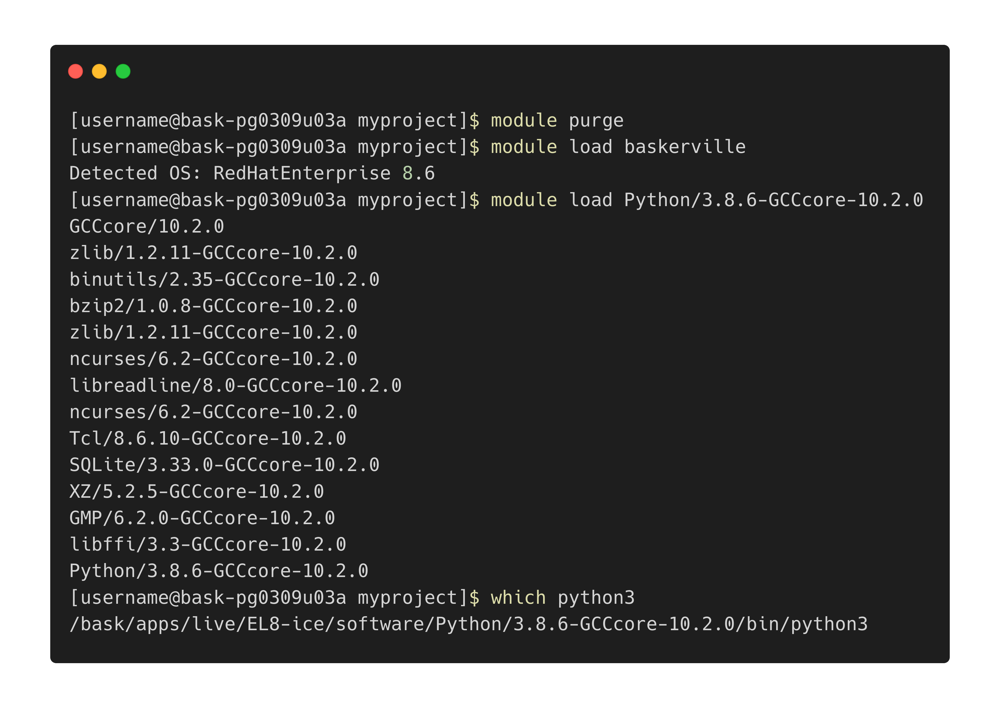 [username@bask-pg0309u03a myproject]$ module purge
[username@bask-pg0309u03a myproject]$ module load baskerville
Detected OS: RedHatEnterprise 8.6
[username@bask-pg0309u03a myproject]$ module load Python/3.8.6-GCCcore-10.2.0
GCCcore/10.2.0
zlib/1.2.11-GCCcore-10.2.0
binutils/2.35-GCCcore-10.2.0
bzip2/1.0.8-GCCcore-10.2.0
zlib/1.2.11-GCCcore-10.2.0
ncurses/6.2-GCCcore-10.2.0
libreadline/8.0-GCCcore-10.2.0
ncurses/6.2-GCCcore-10.2.0
Tcl/8.6.10-GCCcore-10.2.0
SQLite/3.33.0-GCCcore-10.2.0
XZ/5.2.5-GCCcore-10.2.0
GMP/6.2.0-GCCcore-10.2.0
libffi/3.3-GCCcore-10.2.0
Python/3.8.6-GCCcore-10.2.0
[username@bask-pg0309u03a myproject]$ which python3
/bask/apps/live/EL8-ice/software/Python/3.8.6-GCCcore-10.2.0/bin/python3